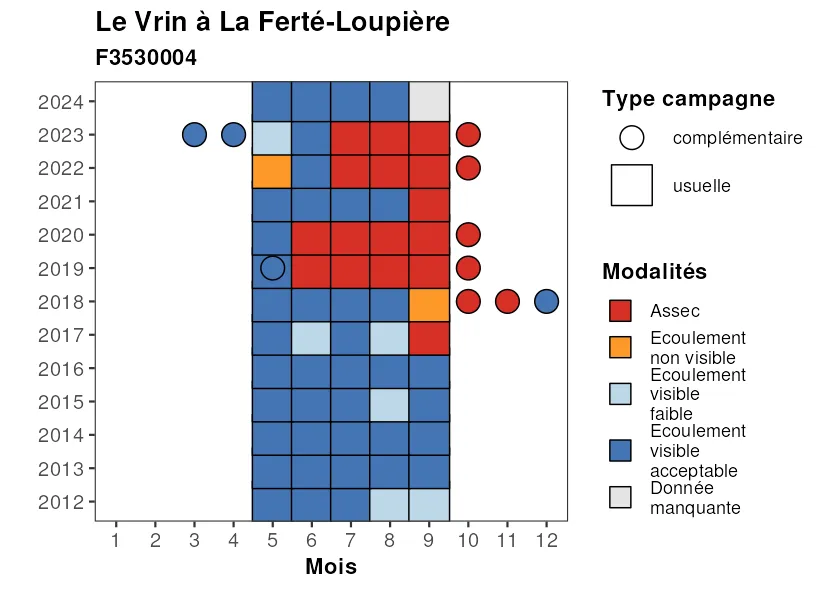 Le Vrin à La Ferté-Loupière
F3530004
2024
2023
2022
2021
2020
2019
2018
2017
2016
2015
2014
2013
2012
1 2 3 4 5 6 7 8 9 10 11 12
Mois
Type campagne
complémentaire
usuelle
Modalités
Assec
Ecoulement
non visible
Ecoulement
visible
faible
Ecoulement
visible
acceptable
Donnée
manquante